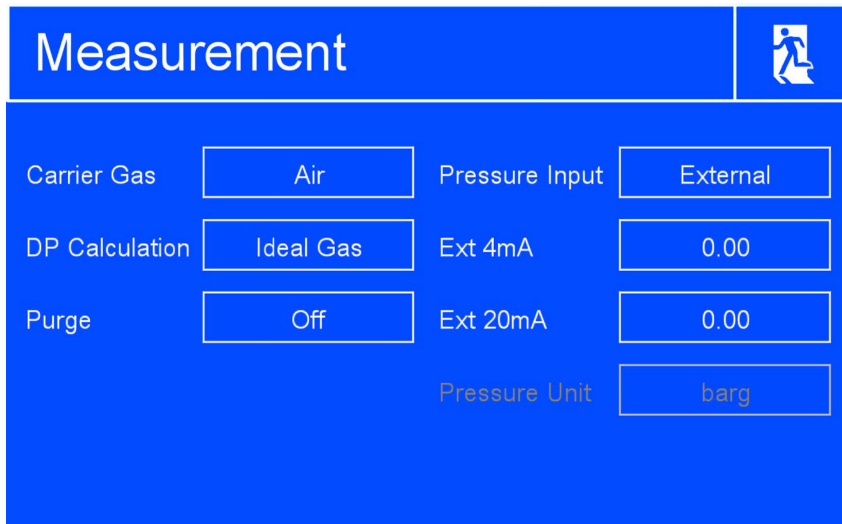 Measurement
Carrier Gas Air Pressure Input External
DP Calculation Ideal Gas Ext 4mA 0.00
Purge Off Ext 20mA 0.00
Pressure Unit barg